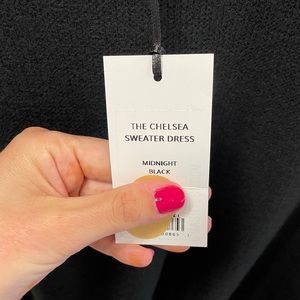 THE CHELSEA
SWEATER DRESS
MIDNIGHT
BLACK